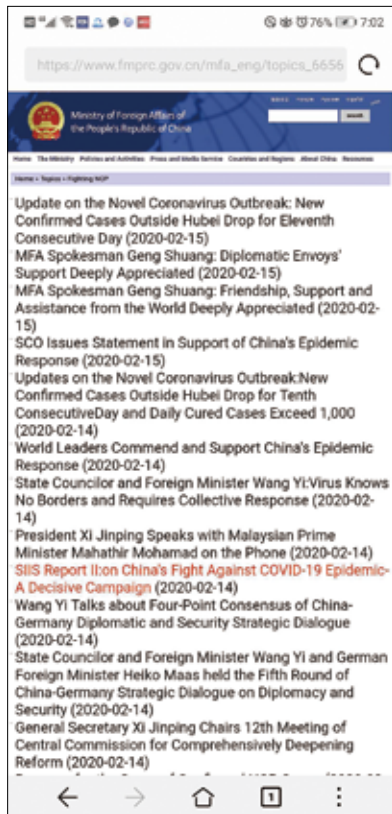 76% 7:02
https://www.fmprc.gov.cn/mfa_eng/topics_6656
Ministry of Foreign Affairs of
the People's Republic of China
Home The Ministry Policies and Activities Press and Media Service Countries and Regions About China Resources
Home > Topics > Fighting NCP
Update on the Novel Coronavirus Outbreak: New
Confirmed Cases Outside Hubei Drop for Eleventh
Consecutive Day (2020-02-15)
MFA Spokesman Geng Shuang: Diplomatic Envoys'
Support Deeply Appreciated (2020-02-15)
MFA Spokesman Geng Shuang: Friendship, Support and
Assistance from the World Deeply Appreciated (2020-02-
15)
SCO Issues Statement in Support of China's Epidemic
Response (2020-02-15)
Updates on the Novel Coronavirus Outbreak:New
Confirmed Cases Outside Hubei Drop for Tenth
ConsecutiveDay and Daily Cured Cases Exceed 1,000
(2020-02-14)
World Leaders Commend and Support China's Epidemic
Response (2020-02-14)
State Councilor and Foreign Minister Wang Yi:Virus Knows
No Borders and Requires Collective Response (2020-02-
14)
President Xi Jinping Speaks with Malaysian Prime
Minister Mahathir Mohamad on the Phone (2020-02-14)
SIIS Report II:on China's Fight Against COVID-19 Epidemic-
A Decisive Campaign (2020-02-14)
Wang Yi Talks about Four-Point Consensus of China-
Germany Diplomatic and Security Strategic Dialogue
(2020-02-14)
State Councilor and Foreign Minister Wang Yi and German
Foreign Minister Heiko Maas held the Fifth Round of
China-Germany Strategic Dialogue on Diplomacy and
Security (2020-02-14)
General Secretary Xi Jinping Chairs 12th Meeting of
Central Commission for Comprehensively Deepening
Reform (2020-02-14)
1